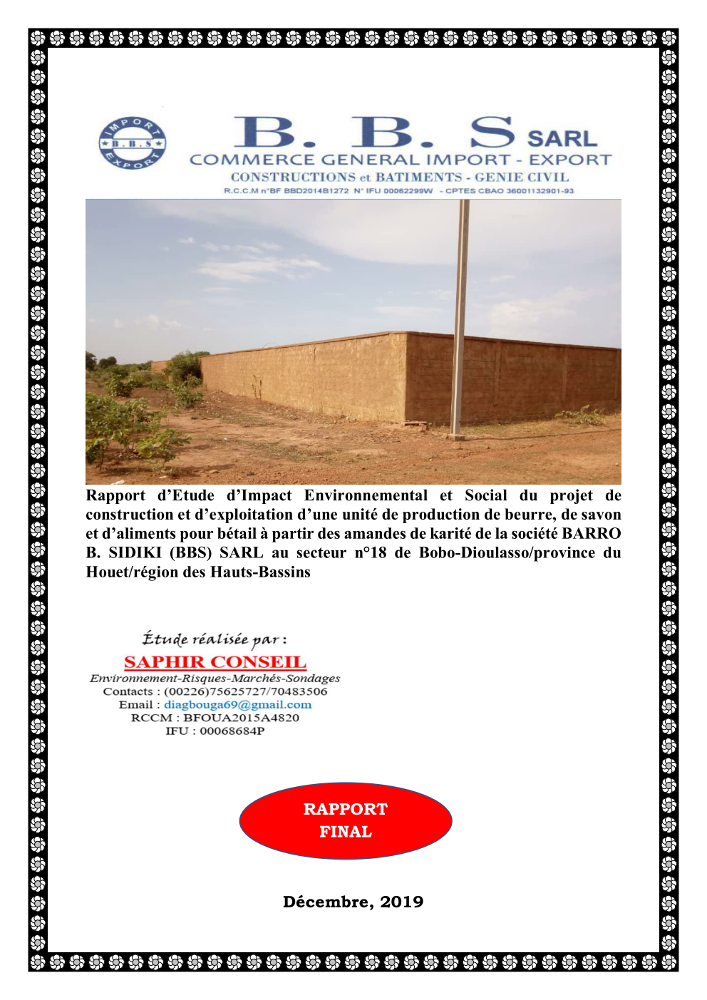 IMPORT
★ B.B.S ★
EXPORT
B. B. S SARL
COMMERCE GENERAL IMPORT - EXPORT
CONSTRUCTIONS et BATIMENTS - GENIE CIVIL
R.C.C.M n°BF BBD2014B1272 N° IFU 00062299W - CPTES CBAO 36001132901-93
Rapport d’Etude d’Impact Environnemental et Social du projet de
construction et d’exploitation d’une unité de production de beurre, de savon
et d’aliments pour bétail à partir des amandes de karité de la société BARRO
B. SIDIKI (BBS) SARL au secteur n°18 de Bobo-Dioulasso/province du
Houet/région des Hauts-Bassins
Étude réalisée par :
SAPHIR CONSEIL
Environnement-Risques-Marchés-Sondages
Contacts : (00226)75625727/70483506
Email : diagbouga69@gmail.com
RCCM : BFOUA2015A4820
IFU : 00068684P
RAPPORT
FINAL
Décembre, 2019